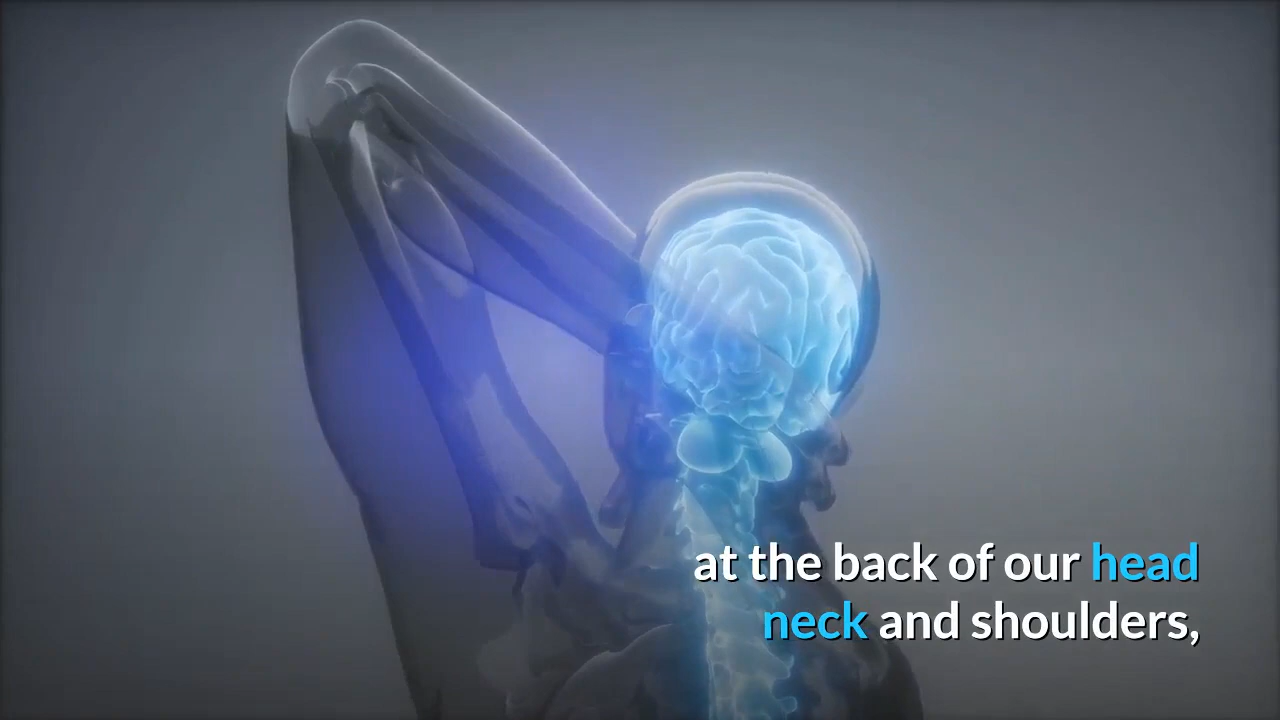 at the back of our head
neck and shoulders,